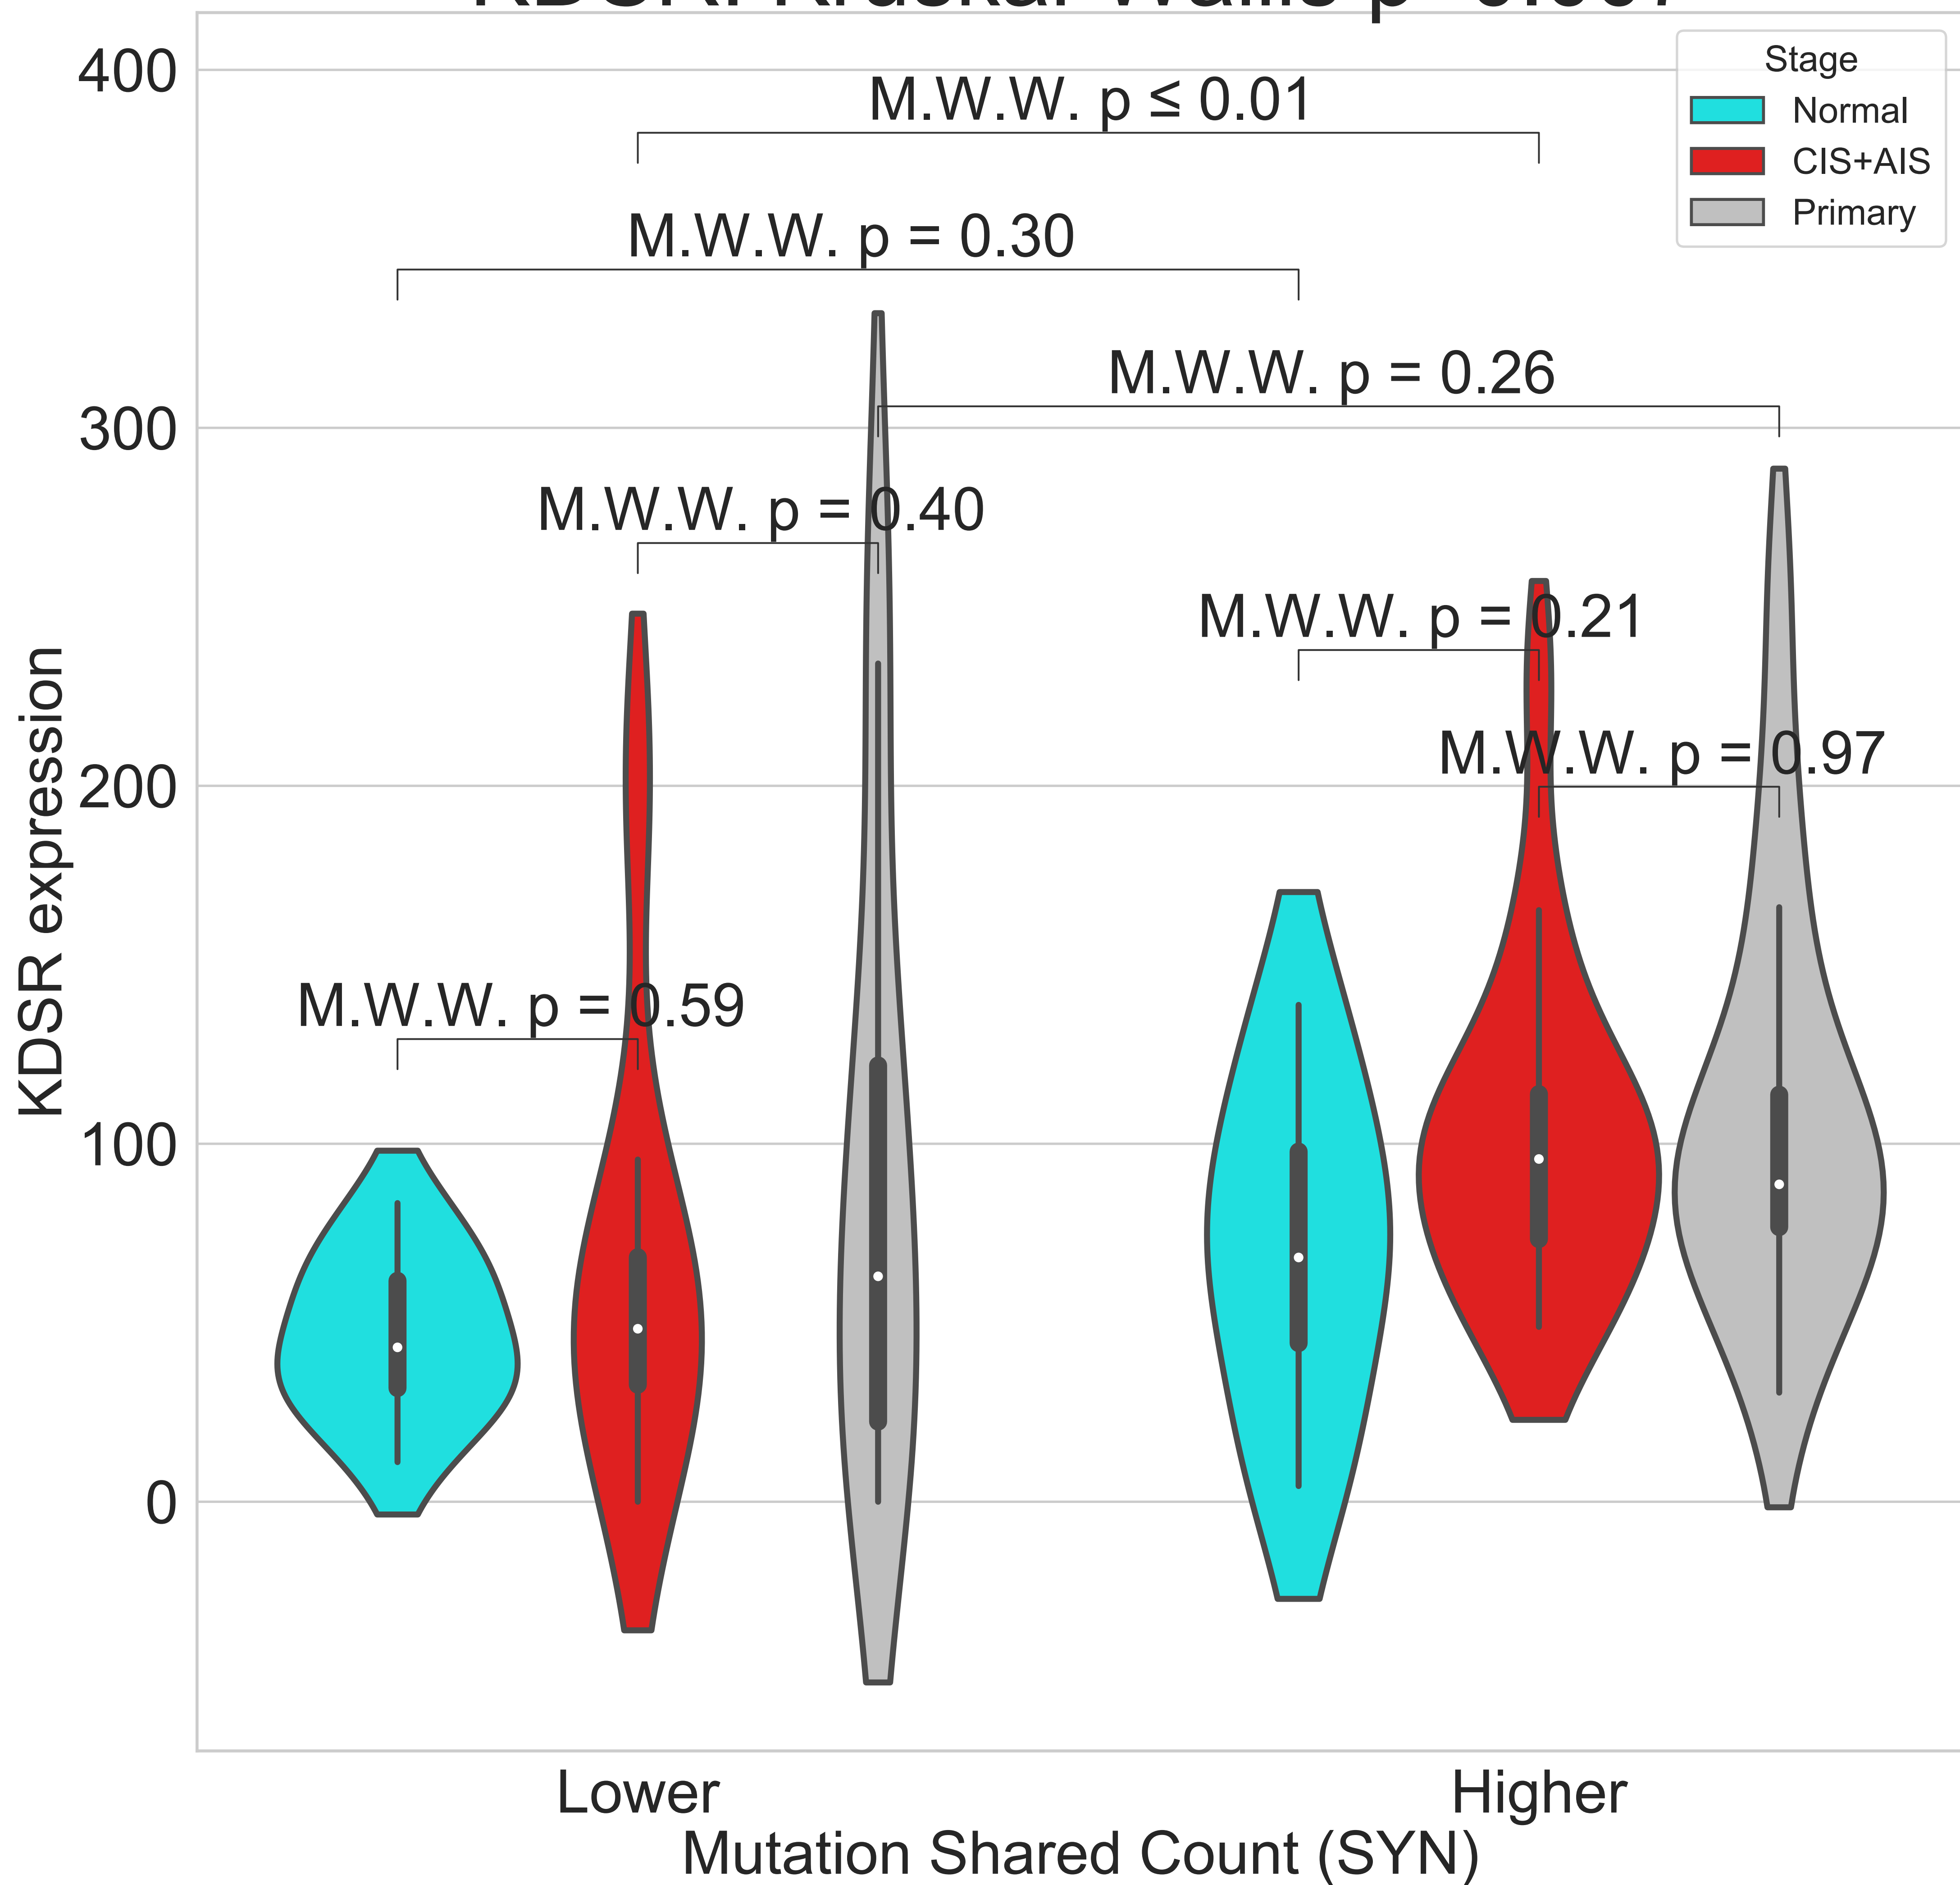 400
300
200
100
0
KDSR expression
M.W.W. p ≤ 0.01
M.W.W. p = 0.30
M.W.W. p = 0.26
M.W.W. p = 0.40
M.W.W. p = 0.21
M.W.W. p = 0.97
M.W.W. p = 0.59
Stage
Normal
CIS+AIS
Primary
Lower
Higher
Mutation Shared Count (SYN)